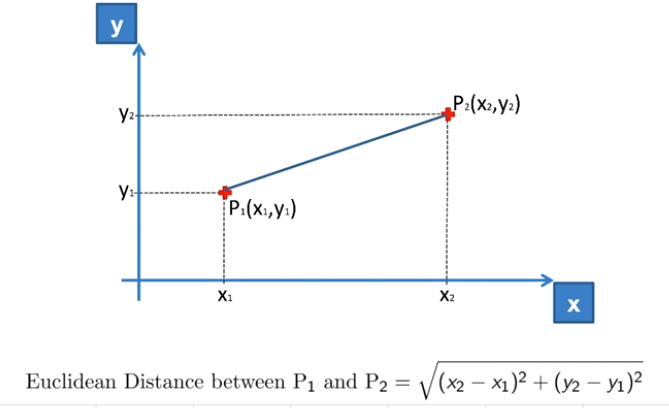 y
y₂
P₂(x₂,y₂)
y₁
P₁(x₁,y₁)
x₁
x₂
x
Euclidean Distance between P₁ and P₂ = √(x₂ − x₁)² + (y₂ − y₁)²